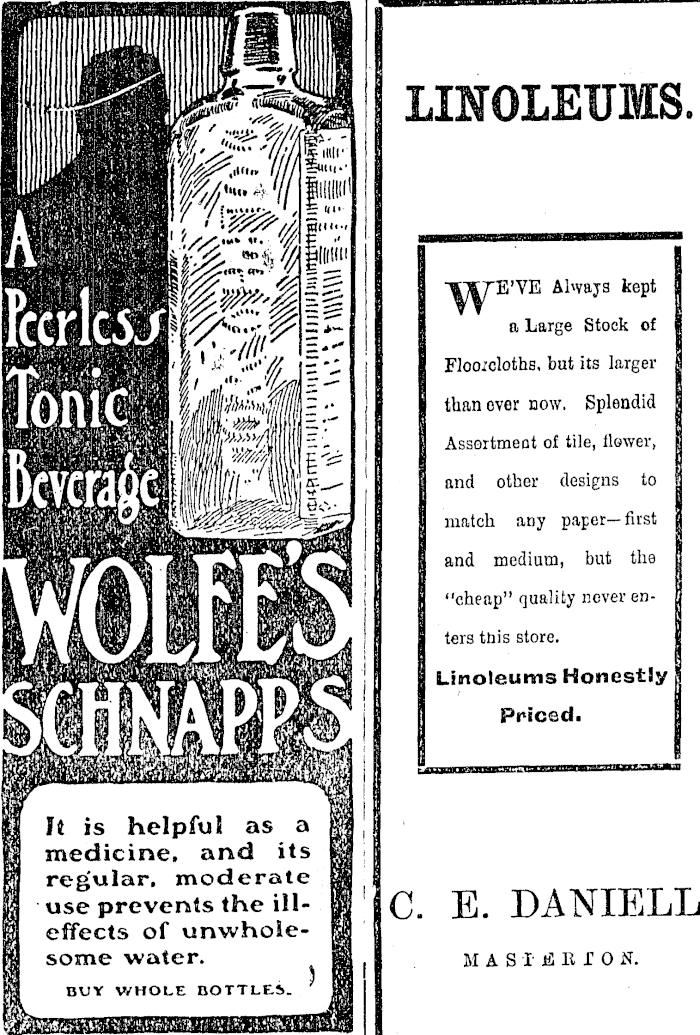 A
Peerless
Tonic
Beverage
WOLFE'S
SCHNAPPS
It is helpful as a
medicine, and its
regular, moderate
use prevents the ill-
effects of unwhole-
some water.
BUY WHOLE BOTTLES.
LINOLEUMS.
WE'VE Always kept
a Large Stock of
Floorcloths, but its larger
than ever now. Splendid
Assortment of tile, flower,
and other designs to
match any paper—first
and medium, but the
"cheap" quality never en-
ters this store.
Linoleums Honestly
Priced.
C. E. DANIELL
MASTERTON.